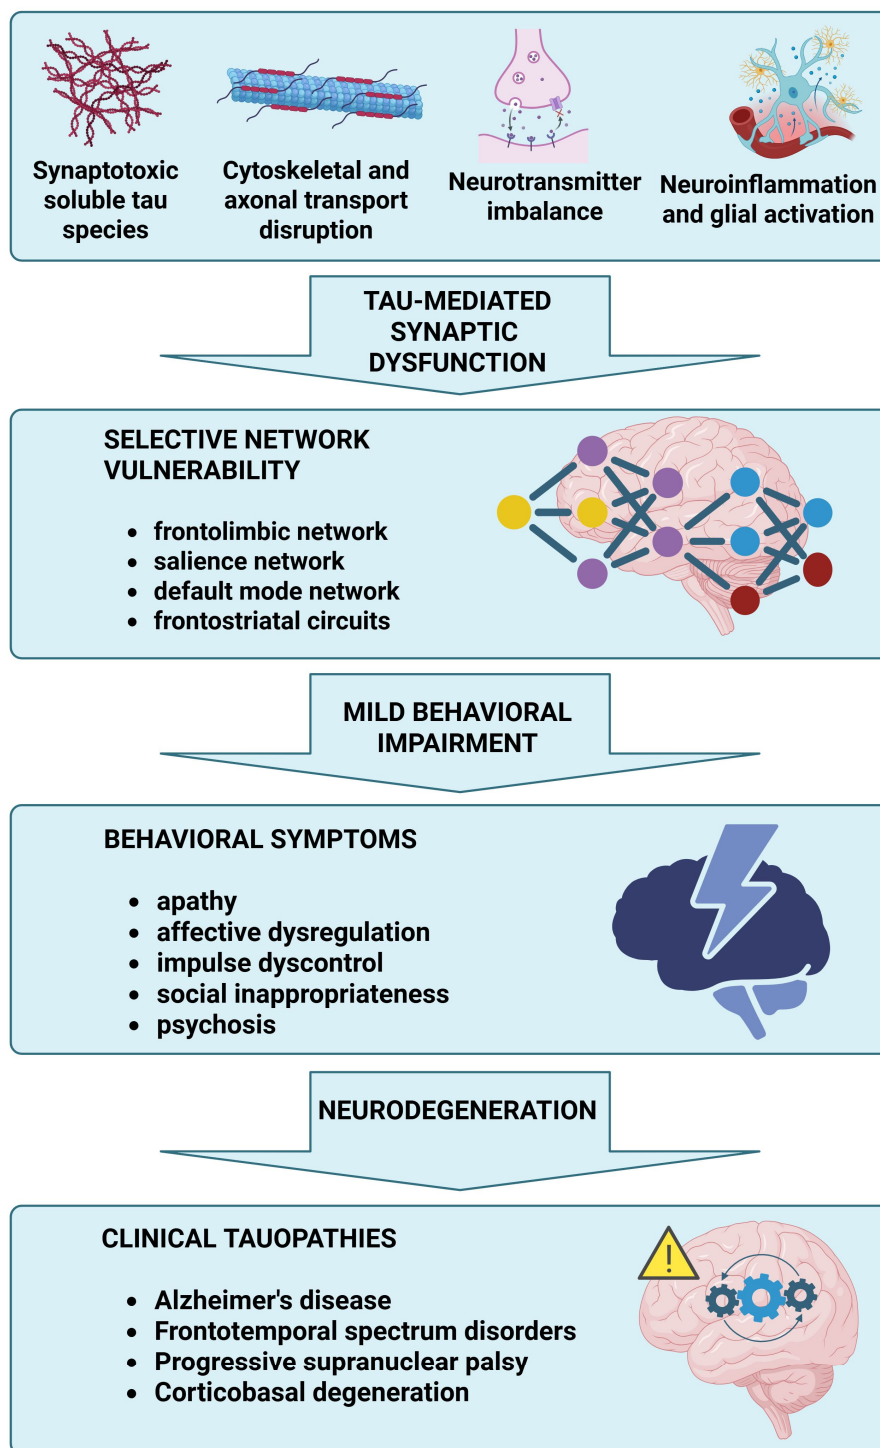 Synaptotoxic
soluble tau
species
Cytoskeletal and
axonal transport
disruption
Neurotransmitter
imbalance
Neuroinflammation
and glial activation
TAU-MEDIATED
SYNAPTIC
DYSFUNCTION
SELECTIVE NETWORK
VULNERABILITY
• frontolimbic network
• salience network
• default mode network
• frontostriatal circuits
MILD BEHAVIORAL
IMPAIRMENT
BEHAVIORAL SYMPTOMS
• apathy
• affective dysregulation
• impulse dyscontrol
• social inappropriateness
• psychosis
NEURODEGENERATION
CLINICAL TAUOPATHIES
• Alzheimer's disease
• Frontotemporal spectrum disorders
• Progressive supranuclear palsy
• Corticobasal degeneration